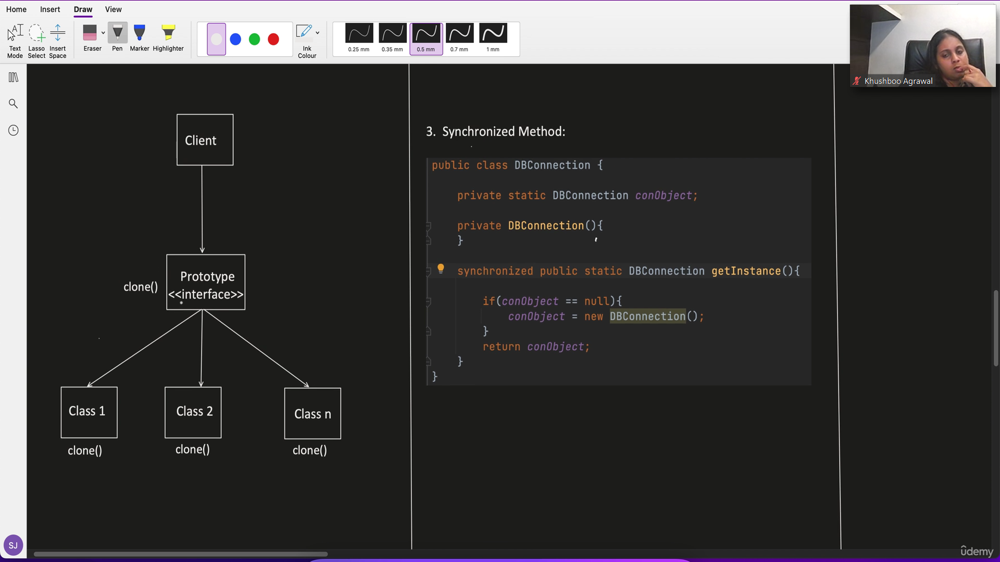 Home Insert Draw View
Text Mode
Lasso Select
Insert Space
Eraser
Pen
Marker
Highlighter
Ink Colour
0.25 mm
0.35 mm
0.5 mm
0.7 mm
1 mm
Khushboo Agrawal
Client
clone()
Prototype
<<interface>>
Class 1
Class 2
Class n
clone()
clone()
clone()
3. Synchronized Method:
public class DBConnection {
private static DBConnection conObject;
private DBConnection(){
}
synchronized public static DBConnection getInstance(){
if(conObject == null){
conObject = new DBConnection();
}
return conObject;
}
}
SJ
ûdemy